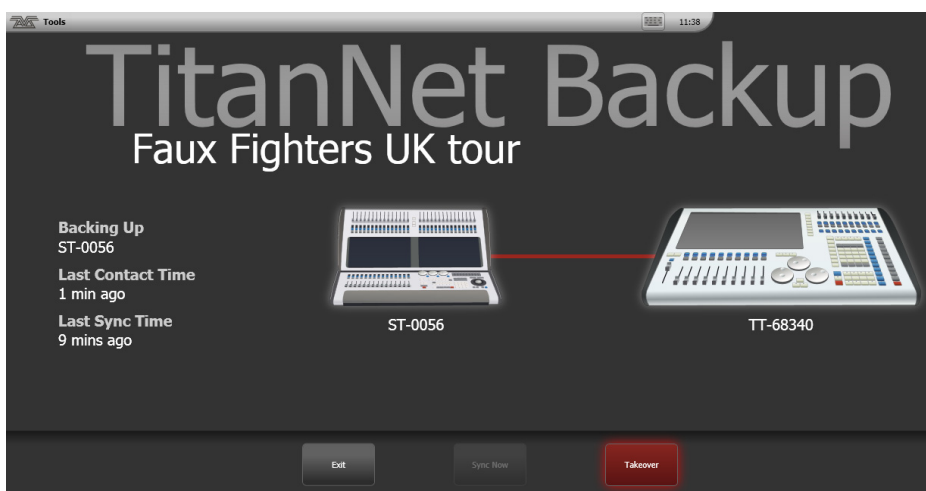 Tools
11:38
TitanNet Backup
Faux Fighters UK tour
Backing Up
ST-0056
Last Contact Time
1 min ago
Last Sync Time
9 mins ago
ST-0056
TT-68340
Exit
Sync Now
Takeover